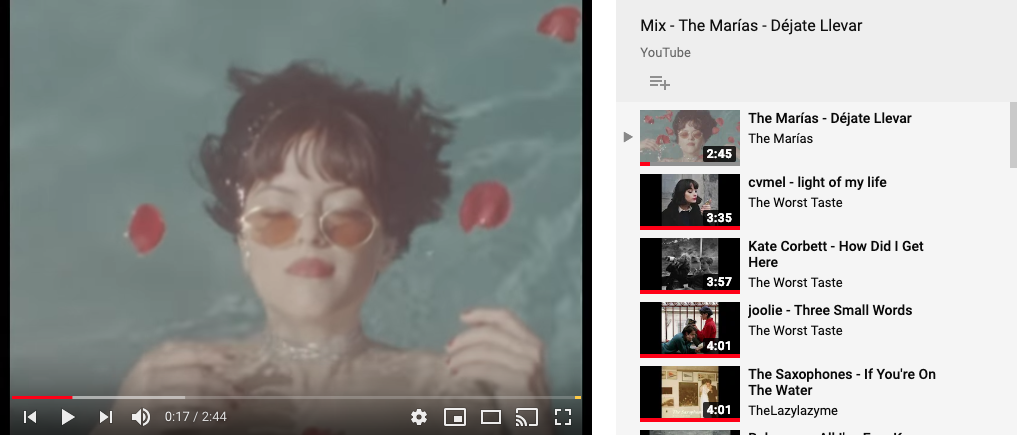 Mix - The Marías - Déjate Llevar
YouTube
The Marías - Déjate Llevar
The Marías
2:45
cvmel - light of my life
The Worst Taste
3:35
Kate Corbett - How Did I Get
Here
The Worst Taste
3:57
joolie - Three Small Words
The Worst Taste
4:01
The Saxophones - If You're On
The Water
TheLazylazyme
4:01
0:17 / 2:44